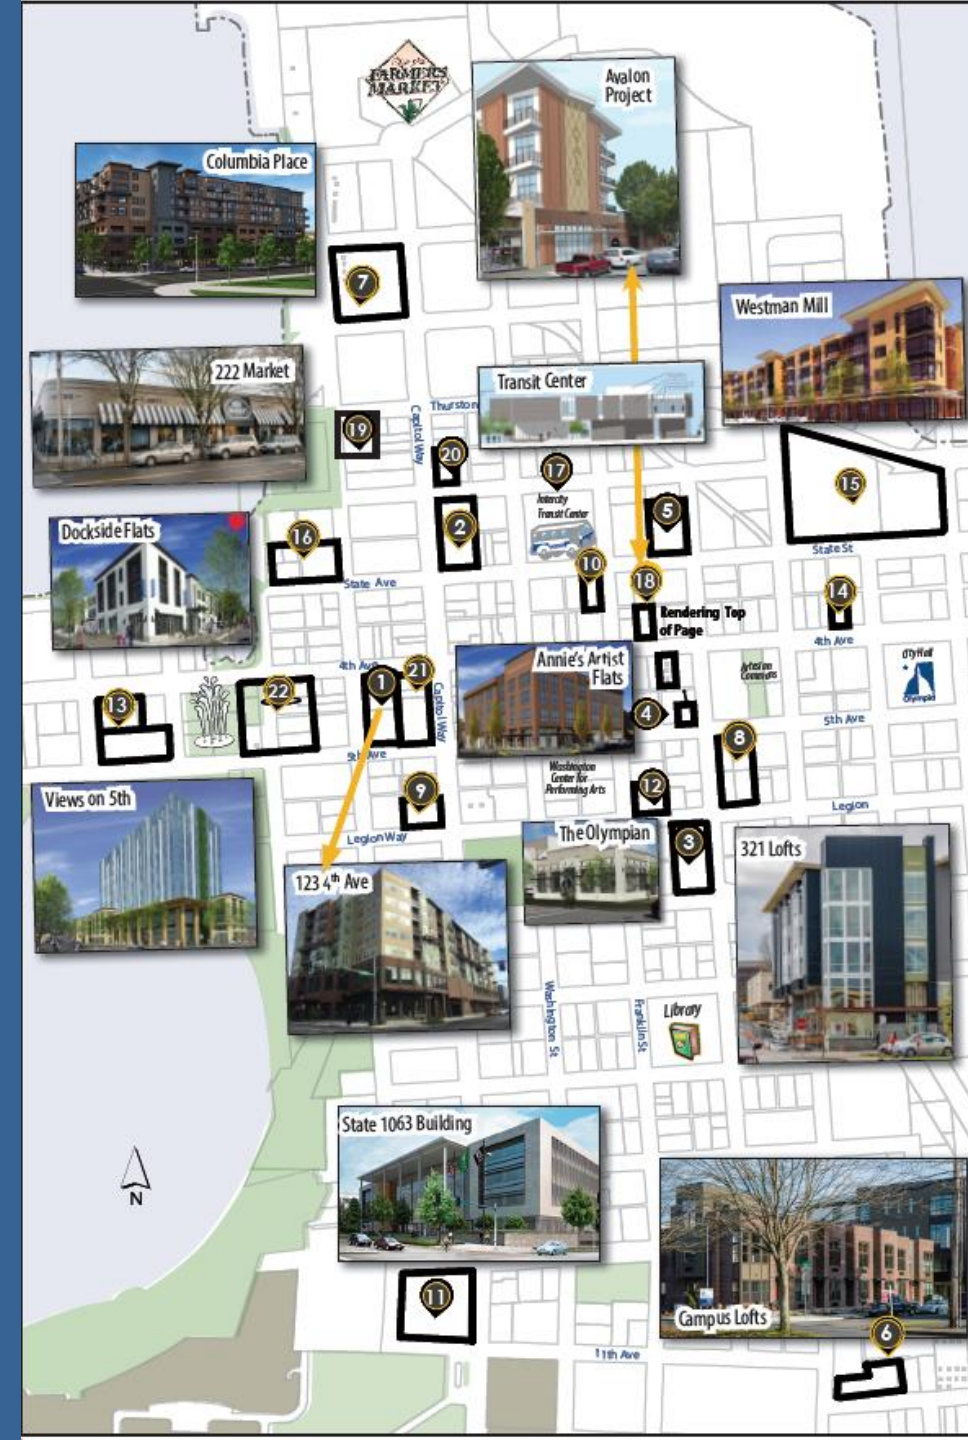 FARMERS
MARKET
Avalon
Project
Columbia Place
7
Westman Mill
222 Market
Transit Center
Thurston
Capitol Way
19
20
17
15
Intercity
Transit Center
Dockside Flats
16
2
5
State St
State Ave
10
18
14
Rendering Top
of Page
4th Ave
4th Ave
City Hall
Olympia
Annie's Artist
Flats
Artesian
Commons
21
1
22
13
Capitol Way
4
5th Ave
8
5th Ave
Washington
Center for
Performing Arts
12
Views on 5th
9
Legion
Legion Way
The Olympian
3
321 Lofts
123 4th Ave
Washington St
Franklin St
Library
State 1063 Building
N
11
Campus Lofts
6
11th Ave